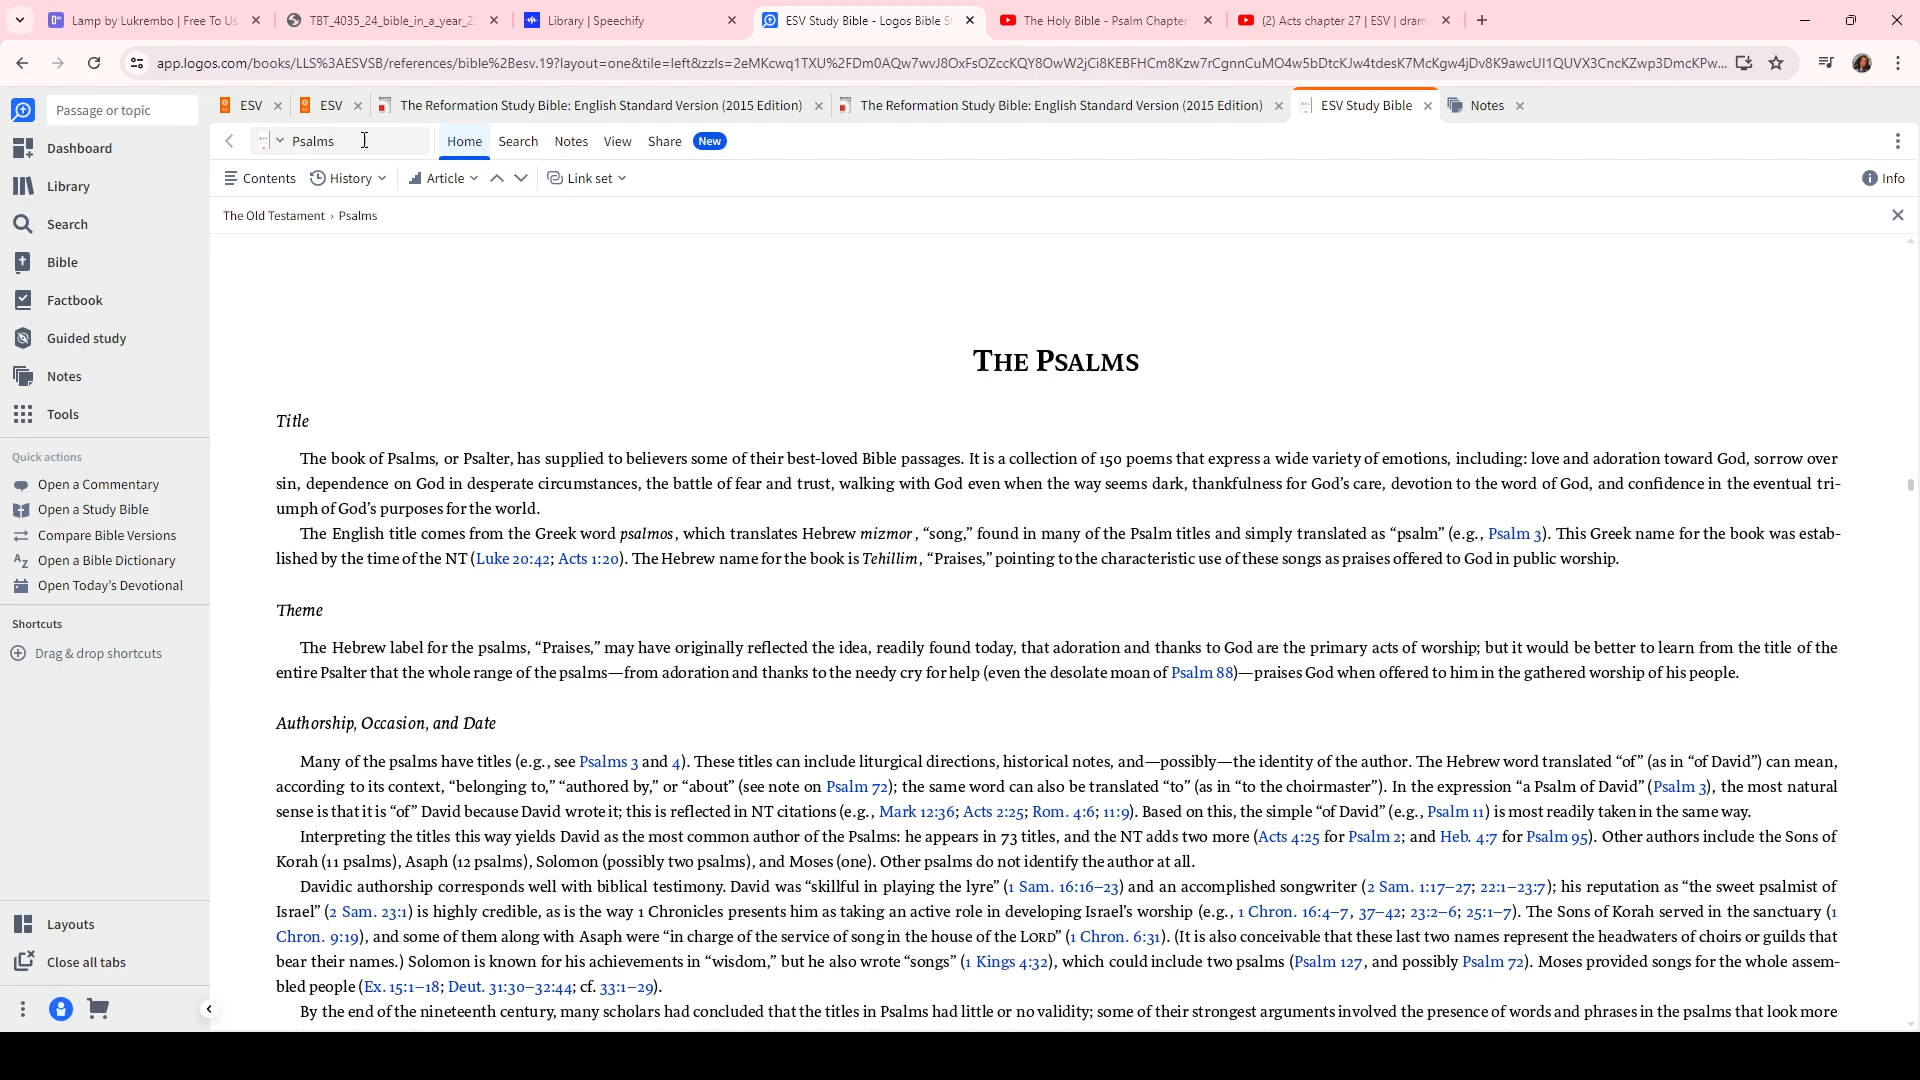 Lamp by Lukrembo | Free To Us
TBT_4035_24_bible_in_a_year_2
Library | Speechify
ESV Study Bible - Logos Bible S
The Holy Bible - Psalm Chapter
(2) Acts chapter 27 | ESV | dram
app.logos.com/books/LLS%3AESVSB/references/bible%2Besv.19?layout=one&tile=left&zzls=2eMKcwq1TXU%2FDm0AQw7wvJ8OxFsOZccKQY8OwW2jCi8KEBFHCm8Kzw7rCgnnCuMO4w5bDtcKJw4tdesK7McKgw4jDv8K9awcUI1QUVX3CncKZwp3DmcKPw...
Passage or topic
ESV
ESV
The Reformation Study Bible: English Standard Version (2015 Edition)
The Reformation Study Bible: English Standard Version (2015 Edition)
ESV Study Bible
Notes
Dashboard
Library
Search
Bible
Factbook
Guided study
Notes
Tools
Quick actions
Open a Commentary
Open a Study Bible
Compare Bible Versions
Open a Bible Dictionary
Open Today's Devotional
Shortcuts
Drag & drop shortcuts
Layouts
Close all tabs
Psalms
Home
Search
Notes
View
Share
New
Contents
History
Article
Link set
Info
The Old Testament › Psalms
THE PSALMS
Title
The book of Psalms, or Psalter, has supplied to believers some of their best-loved Bible passages. It is a collection of 150 poems that express a wide variety of emotions, including: love and adoration toward God, sorrow over
sin, dependence on God in desperate circumstances, the battle of fear and trust, walking with God even when the way seems dark, thankfulness for God's care, devotion to the word of God, and confidence in the eventual tri-
umph of God's purposes for the world.
The English title comes from the Greek word psalmos, which translates Hebrew mizmor, “song,” found in many of the Psalm titles and simply translated as “psalm” (e.g., Psalm 3). This Greek name for the book was estab-
lished by the time of the NT (Luke 20:42; Acts 1:20). The Hebrew name for the book is Tehillim, “Praises,” pointing to the characteristic use of these songs as praises offered to God in public worship.
Theme
The Hebrew label for the psalms, “Praises,” may have originally reflected the idea, readily found today, that adoration and thanks to God are the primary acts of worship; but it would be better to learn from the title of the
entire Psalter that the whole range of the psalms—from adoration and thanks to the needy cry for help (even the desolate moan of Psalm 88)—praises God when offered to him in the gathered worship of his people.
Authorship, Occasion, and Date
Many of the psalms have titles (e.g., see Psalms 3 and 4). These titles can include liturgical directions, historical notes, and—possibly—the identity of the author. The Hebrew word translated “of” (as in “of David”) can mean,
according to its context, “belonging to,” “authored by,” or “about” (see note on Psalm 72); the same word can also be translated “to” (as in “to the choirmaster”). In the expression “a Psalm of David” (Psalm 3), the most natural
sense is that it is “of” David because David wrote it; this is reflected in NT citations (e.g., Mark 12:36; Acts 2:25; Rom. 4:6; 11:9). Based on this, the simple “of David” (e.g., Psalm 11) is most readily taken in the same way.
Interpreting the titles this way yields David as the most common author of the Psalms: he appears in 73 titles, and the NT adds two more (Acts 4:25 for Psalm 2; and Heb. 4:7 for Psalm 95). Other authors include the Sons of
Korah (11 psalms), Asaph (12 psalms), Solomon (possibly two psalms), and Moses (one). Other psalms do not identify the author at all.
Davidic authorship corresponds well with biblical testimony. David was “skillful in playing the lyre” (1 Sam. 16:16–23) and an accomplished songwriter (2 Sam. 1:17–27; 22:1–23:7); his reputation as “the sweet psalmist of
Israel” (2 Sam. 23:1) is highly credible, as is the way 1 Chronicles presents him as taking an active role in developing Israel's worship (e.g., 1 Chron. 16:4–7, 37–42; 23:2–6; 25:1–7). The Sons of Korah served in the sanctuary (1
Chron. 9:19), and some of them along with Asaph were “in charge of the service of song in the house of the LORD” (1 Chron. 6:31). (It is also conceivable that these last two names represent the headwaters of choirs or guilds that
bear their names.) Solomon is known for his achievements in “wisdom,” but he also wrote “songs” (1 Kings 4:32), which could include two psalms (Psalm 127, and possibly Psalm 72). Moses provided songs for the whole assem-
bled people (Ex. 15:1–18; Deut. 31:30–32:44; cf. 33:1–29).
By the end of the nineteenth century, many scholars had concluded that the titles in Psalms had little or no validity; some of their strongest arguments involved the presence of words and phrases in the psalms that look more